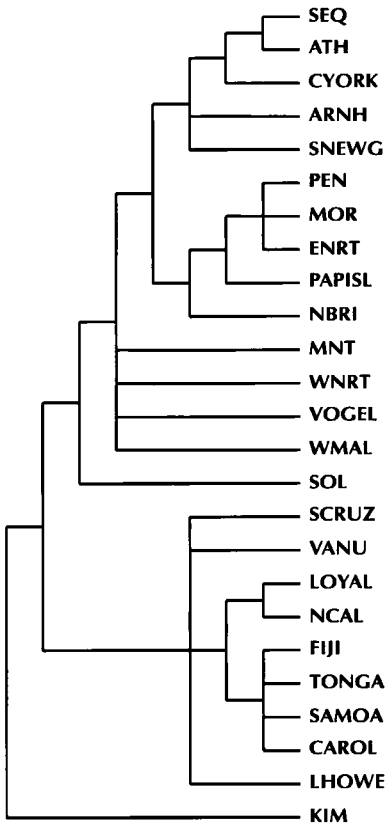 SEQ
ATH
CYORK
ARNH
SNEWG
PEN
MOR
ENRT
PAPISL
NBRI
MNT
WNRT
VOGEL
WMAL
SOL
SCRUZ
VANU
LOYAL
NCAL
FIJI
TONGA
SAMOA
CAROL
LHOWE
KIM